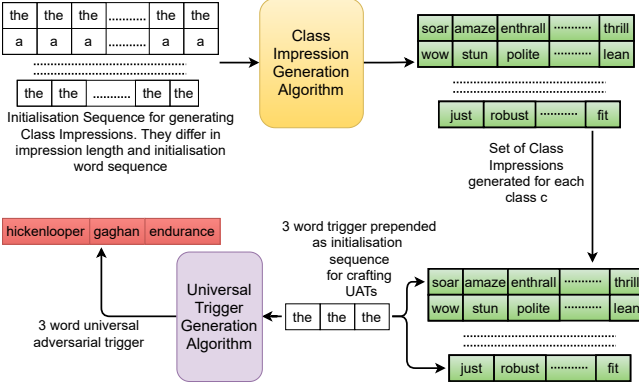 the the the ........... the the
a a a ........... a a
the the ........... the the
Initialisation Sequence for generating
Class Impressions. They differ in
impression length and initialisation
word sequence
Class
Impression
Generation
Algorithm
soar amaze enthrall ........... thrill
wow stun polite ........... lean
just robust ........... fit
Set of Class
Impressions
generated for each
class c
hickenlooper gaghan endurance
3 word universal
adversarial trigger
Universal
Trigger
Generation
Algorithm
3 word trigger prepended
as initialisation
sequence
for crafting
UATs
the the the
soar amaze enthrall ........... thrill
wow stun polite ........... lean
just robust ........... fit